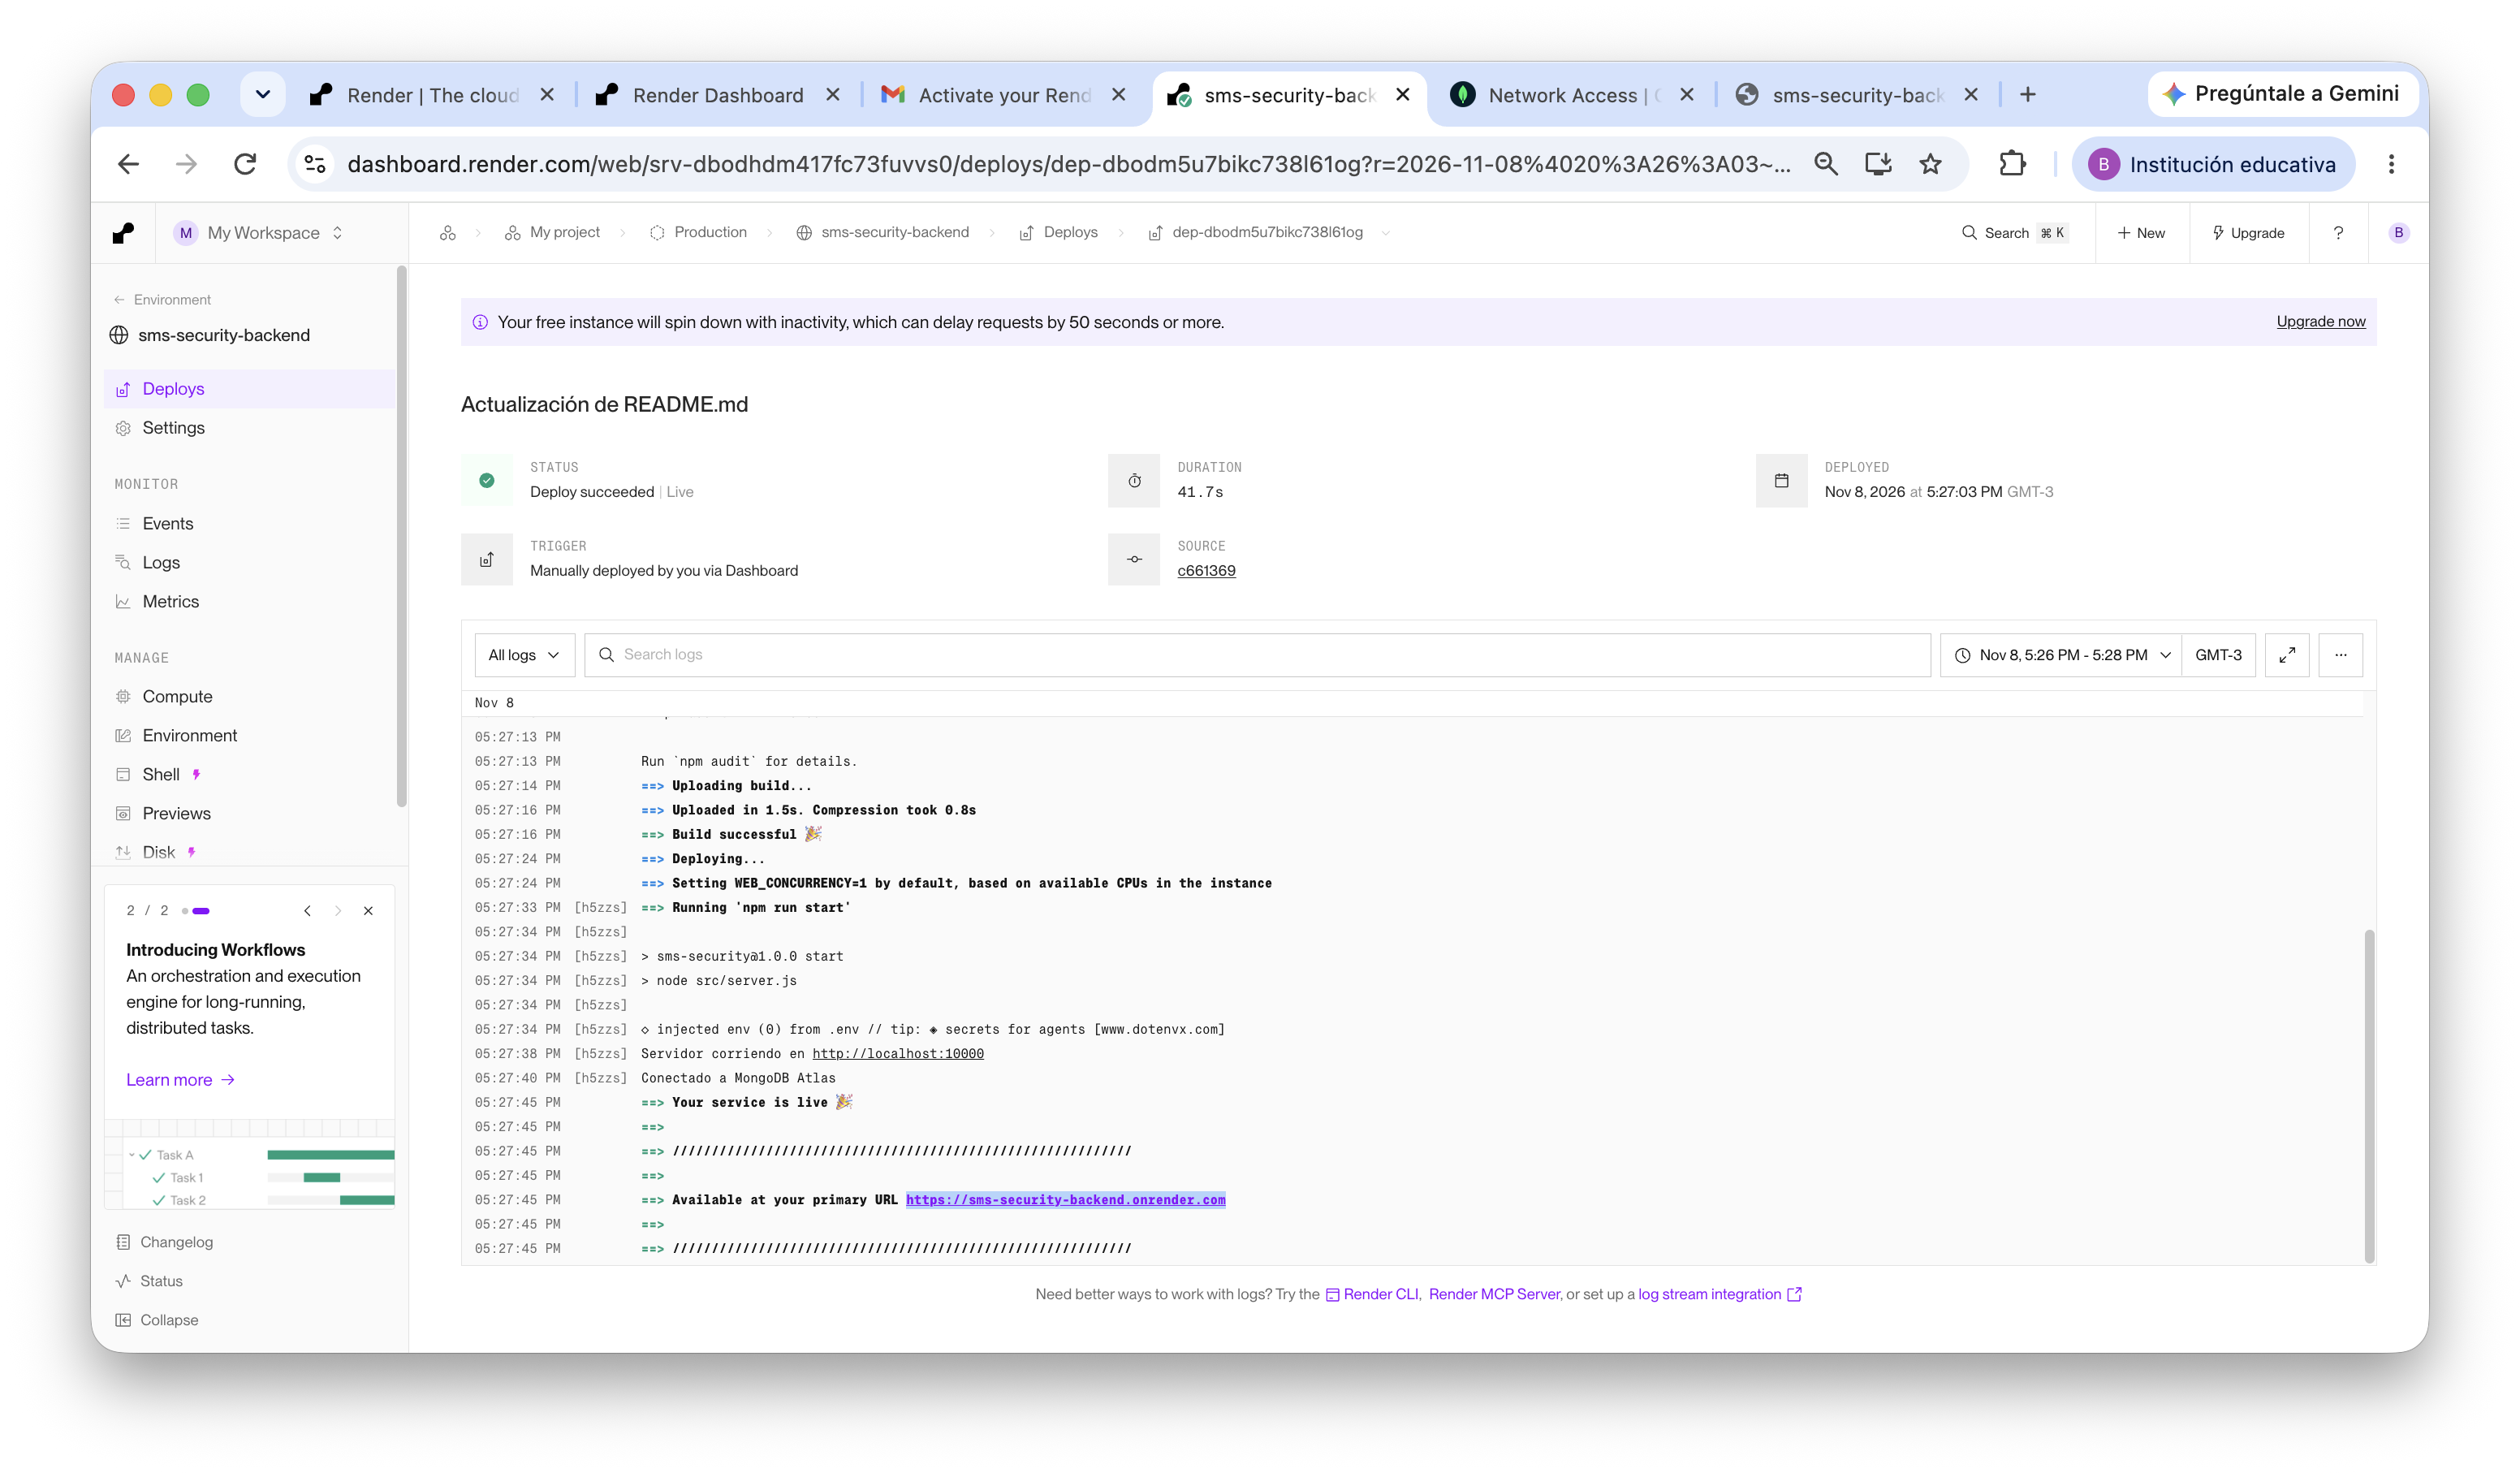 Render | The cloud
Render Dashboard
Activate your Rend
sms-security-back
Network Access |
sms-security-back
Pregúntale a Gemini
dashboard.render.com/web/srv-dbodhdm417fc73fuvvs0/deploys/dep-dbodm5u7bikc738l61og?r=2026-11-08%4020%3A26%3A03~...
B Institución educativa
M My Workspace
My project
Production
sms-security-backend
Deploys
dep-dbodm5u7bikc738l61og
Search ⌘ K
+ New
Upgrade
?
B
Environment
sms-security-backend
Deploys
Settings
MONITOR
Events
Logs
Metrics
MANAGE
Compute
Environment
Shell
Previews
Disk
2 / 2
Introducing Workflows
An orchestration and execution
engine for long-running,
distributed tasks.
Learn more →
Task A
Task 1
Task 2
Changelog
Status
Collapse
Your free instance will spin down with inactivity, which can delay requests by 50 seconds or more.
Upgrade now
Actualización de README.md
STATUS
Deploy succeeded | Live
DURATION
41.7s
DEPLOYED
Nov 8, 2026 at 5:27:03 PM GMT-3
TRIGGER
Manually deployed by you via Dashboard
SOURCE
c661369
All logs
Search logs
Nov 8, 5:26 PM - 5:28 PM
GMT-3
...
Nov 8
05:27:13 PM
05:27:13 PM Run `npm audit` for details.
05:27:14 PM ==> Uploading build...
05:27:16 PM ==> Uploaded in 1.5s. Compression took 0.8s
05:27:16 PM ==> Build successful 🎉
05:27:24 PM ==> Deploying...
05:27:24 PM ==> Setting WEB_CONCURRENCY=1 by default, based on available CPUs in the instance
05:27:33 PM [h5zzs] ==> Running 'npm run start'
05:27:34 PM [h5zzs]
05:27:34 PM [h5zzs] > sms-security@1.0.0 start
05:27:34 PM [h5zzs] > node src/server.js
05:27:34 PM [h5zzs]
05:27:34 PM [h5zzs] ◇ injected env (0) from .env // tip: ◈ secrets for agents [www.dotenvx.com]
05:27:38 PM [h5zzs] Servidor corriendo en http://localhost:10000
05:27:40 PM [h5zzs] Conectado a MongoDB Atlas
05:27:45 PM ==> Your service is live 🎉
05:27:45 PM ==>
05:27:45 PM ==> ///////////////////////////////////////////////////////////
05:27:45 PM ==>
05:27:45 PM ==> Available at your primary URL https://sms-security-backend.onrender.com
05:27:45 PM ==>
05:27:45 PM ==> ///////////////////////////////////////////////////////////
Need better ways to work with logs? Try the Render CLI, Render MCP Server, or set up a log stream integration